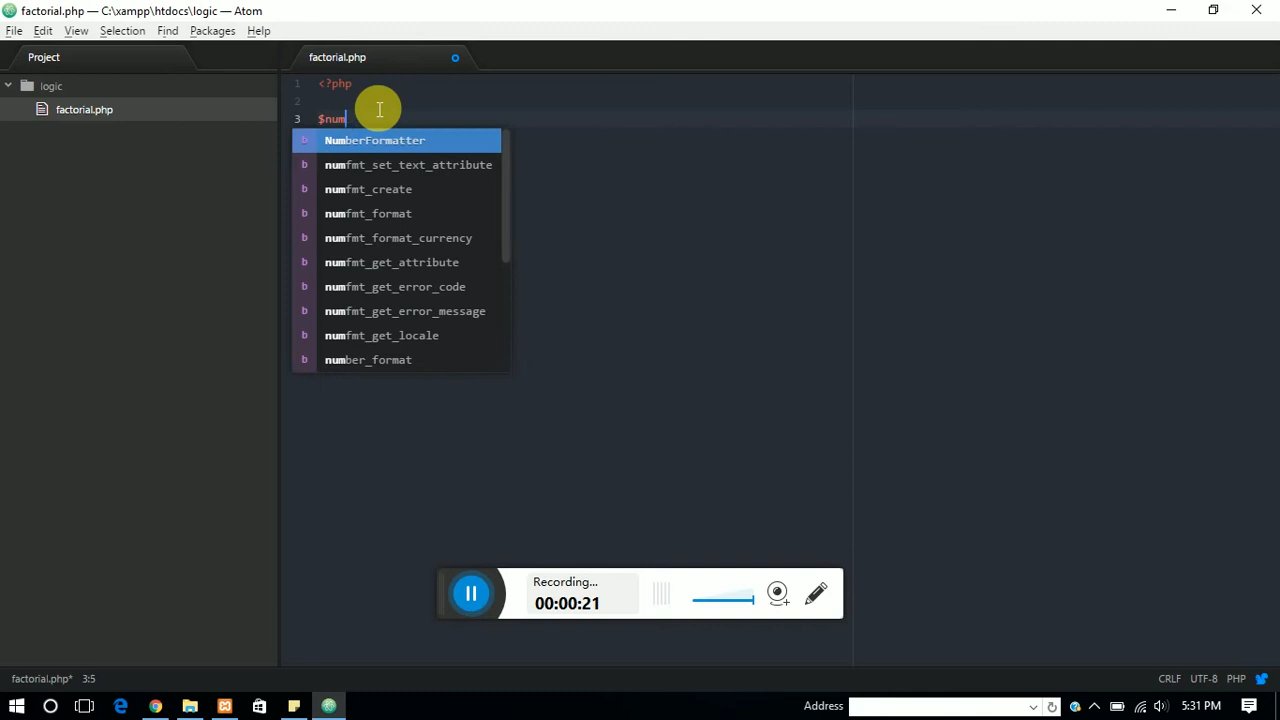 factorial.php — C:\xampp\htdocs\logic — Atom
File Edit View Selection Find Packages Help
Project
factorial.php
logic
factorial.php
1 <?php
2
3 $num
b NumberFormatter
b numfmt_set_text_attribute
b numfmt_create
b numfmt_format
b numfmt_format_currency
b numfmt_get_attribute
b numfmt_get_error_code
b numfmt_get_error_message
b numfmt_get_locale
b number_format
Recording...
00:00:21
factorial.php* 3:5
CRLF UTF-8 PHP
Address
5:31 PM